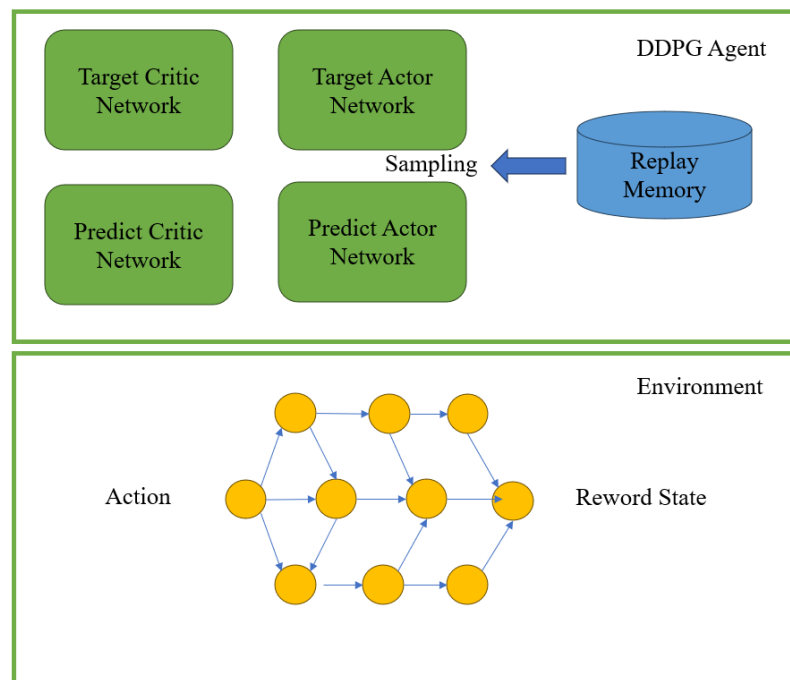 DDPG Agent
Target Critic
Network
Target Actor
Network
Sampling
Replay
Memory
Predict Critic
Network
Predict Actor
Network
Environment
Action
Reword State